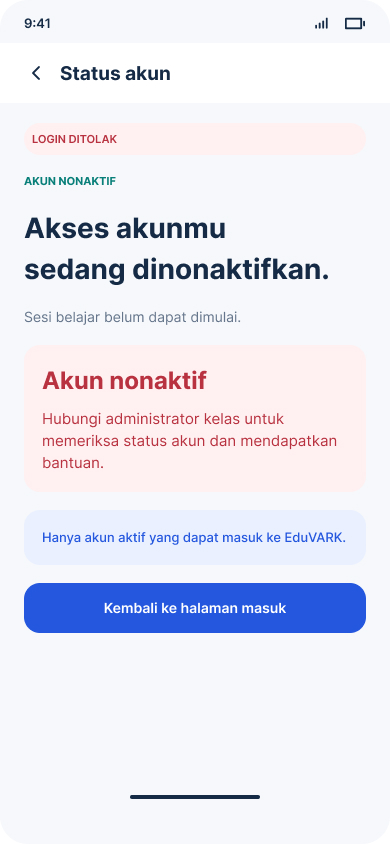 9:41
Status akun
LOGIN DITOLAK
AKUN NONAKTIF
Akses akunmu
sedang dinonaktifkan.
Sesi belajar belum dapat dimulai.
Akun nonaktif
Hubungi administrator kelas untuk
memeriksa status akun dan mendapatkan
bantuan.
Hanya akun aktif yang dapat masuk ke EduVARK.
Kembali ke halaman masuk